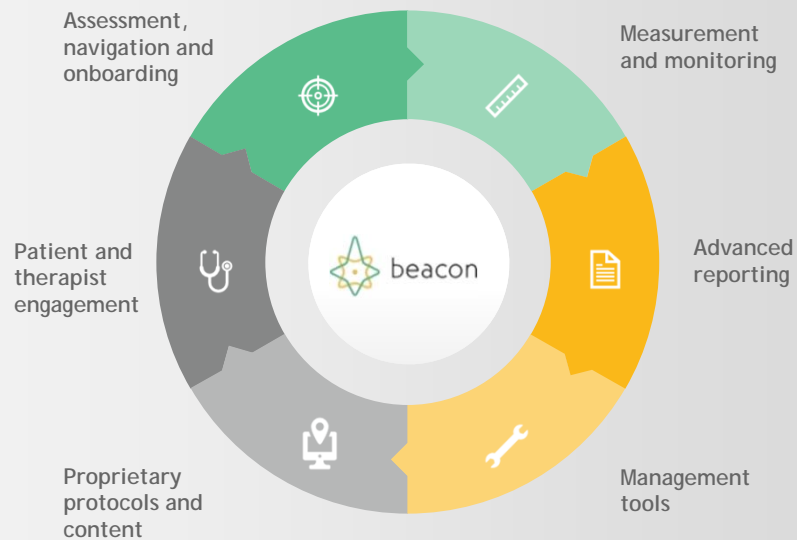 Assessment,
navigation and
onboarding
Measurement
and monitoring
Patient and
therapist
engagement
beacon
Advanced
reporting
Proprietary
protocols and
content
Management
tools